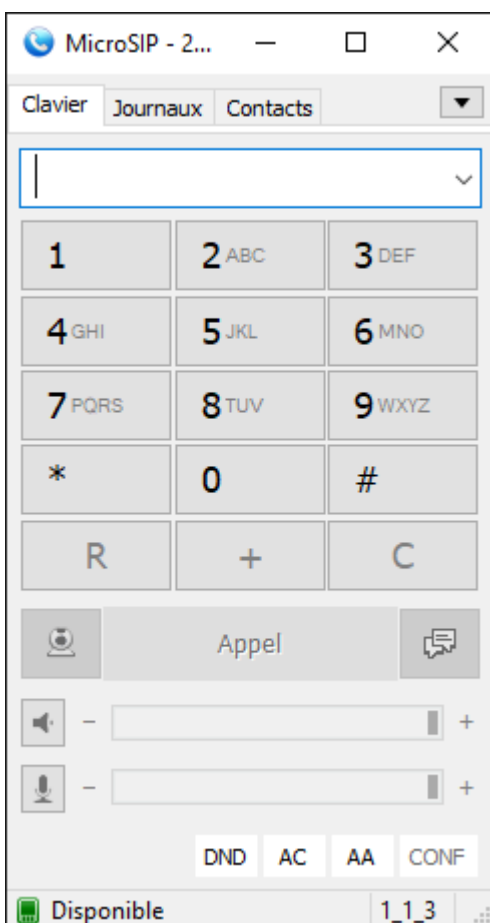 MicroSIP - 2...
Clavier Journaux Contacts
1 2 ABC 3 DEF
4 GHI 5 JKL 6 MNO
7 PQRS 8 TUV 9 WXYZ
* 0 #
R + C
Appel
- +
- +
DND AC AA CONF
Disponible 1_1_3